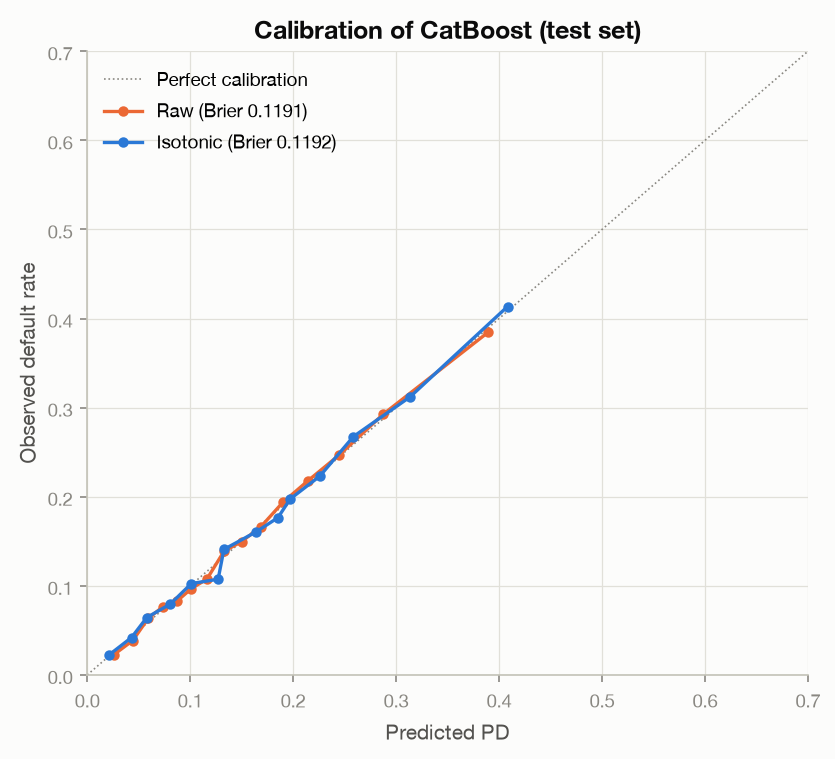 Calibration of CatBoost (test set)
Perfect calibration
Raw (Brier 0.1191)
Isotonic (Brier 0.1192)
0.7
0.6
0.5
0.4
0.3
0.2
0.1
0.0
Observed default rate
0.0 0.1 0.2 0.3 0.4 0.5 0.6 0.7
Predicted PD